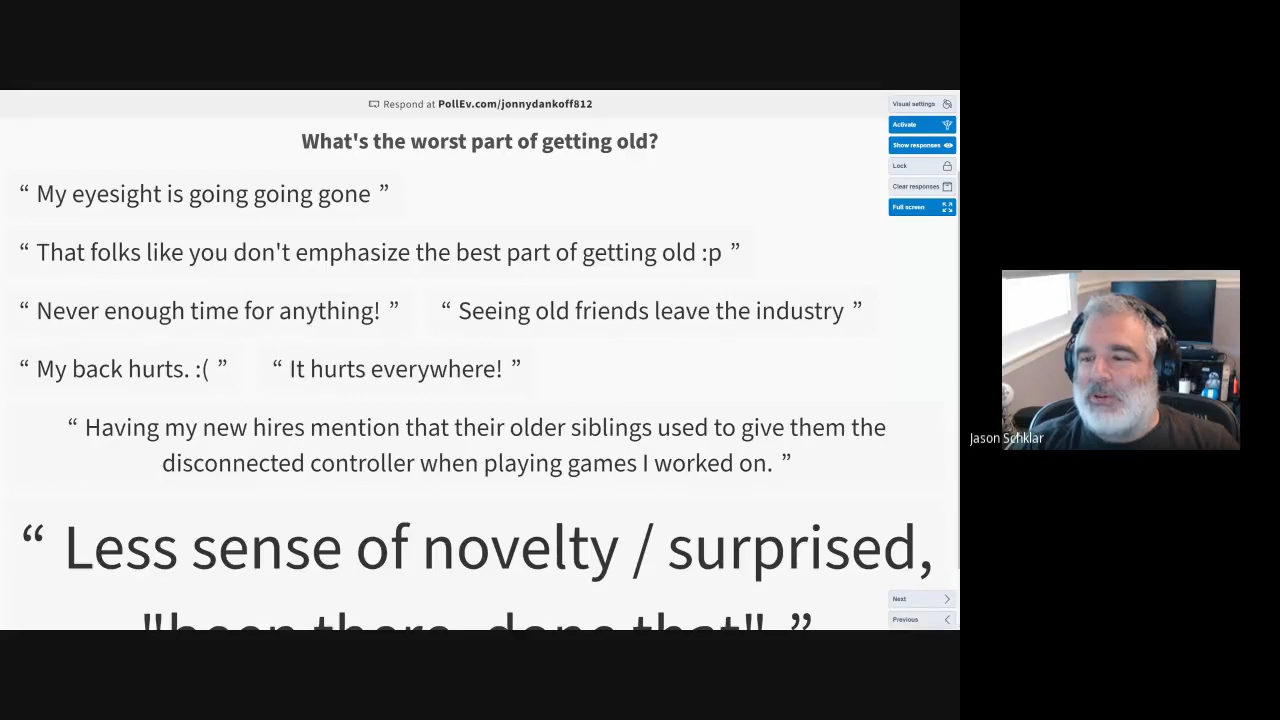 Respond at PollEv.com/jonnydankoff812
What's the worst part of getting old?
“ My eyesight is going going gone ”
“ That folks like you don't emphasize the best part of getting old :p ”
“ Never enough time for anything! ” “ Seeing old friends leave the industry ”
“ My back hurts. :( ” “ It hurts everywhere! ”
“ Having my new hires mention that their older siblings used to give them the
disconnected controller when playing games I worked on. ”
“ Less sense of novelty / surprised,
"been there, done that" ”
Visual settings
Activate
Show responses
Lock
Clear responses
Full screen
Next
Previous
Jason Schklar